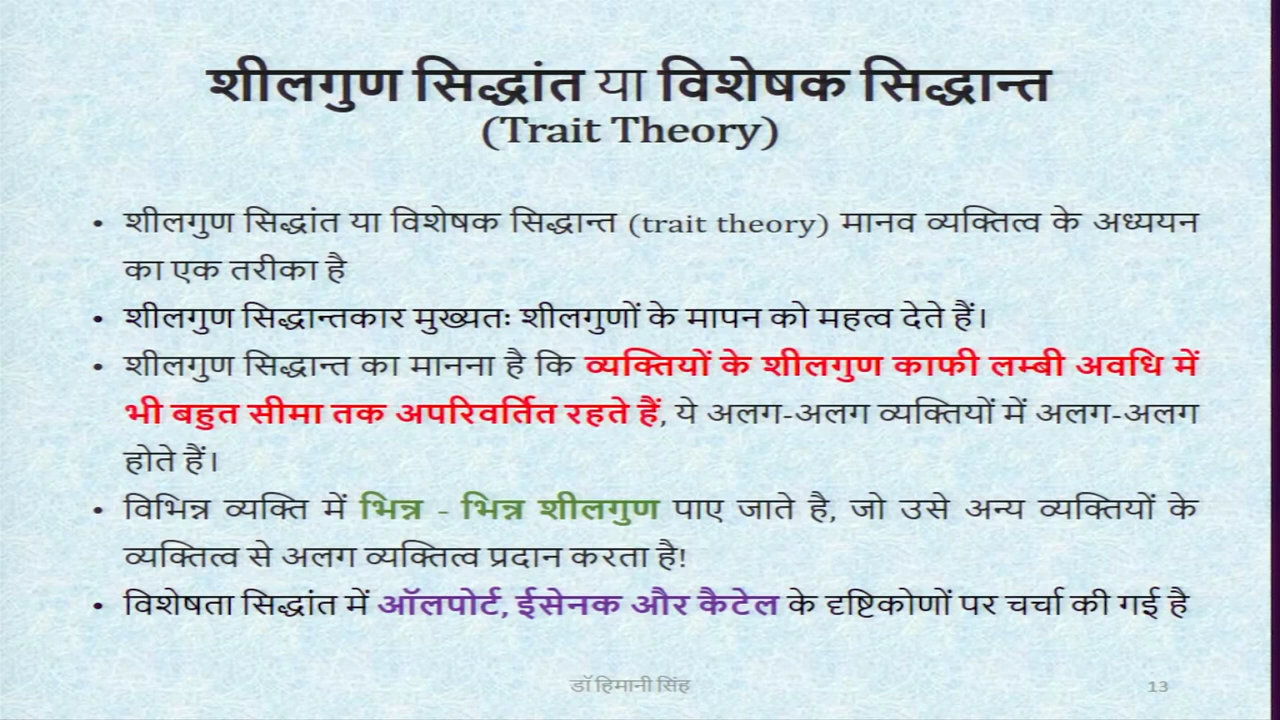 शीलगुण सिद्धांत या विशेषक सिद्धान्त
(Trait Theory)
• शीलगुण सिद्धांत या विशेषक सिद्धान्त (trait theory) मानव व्यक्तित्व के अध्ययन
का एक तरीका है
• शीलगुण सिद्धान्तकार मुख्यतः शीलगुणों के मापन को महत्व देते हैं।
• शीलगुण सिद्धान्त का मानना है कि व्यक्तियों के शीलगुण काफी लम्बी अवधि में
भी बहुत सीमा तक अपरिवर्तित रहते हैं, ये अलग-अलग व्यक्तियों में अलग-अलग
होते हैं।
• विभिन्न व्यक्ति में भिन्न - भिन्न शीलगुण पाए जाते है, जो उसे अन्य व्यक्तियों के
व्यक्तित्व से अलग व्यक्तित्व प्रदान करता है!
• विशेषता सिद्धांत में ऑलपोर्ट, ईसेनक और कैटेल के दृष्टिकोणों पर चर्चा की गई है
डॉ हिमानी सिंह
13